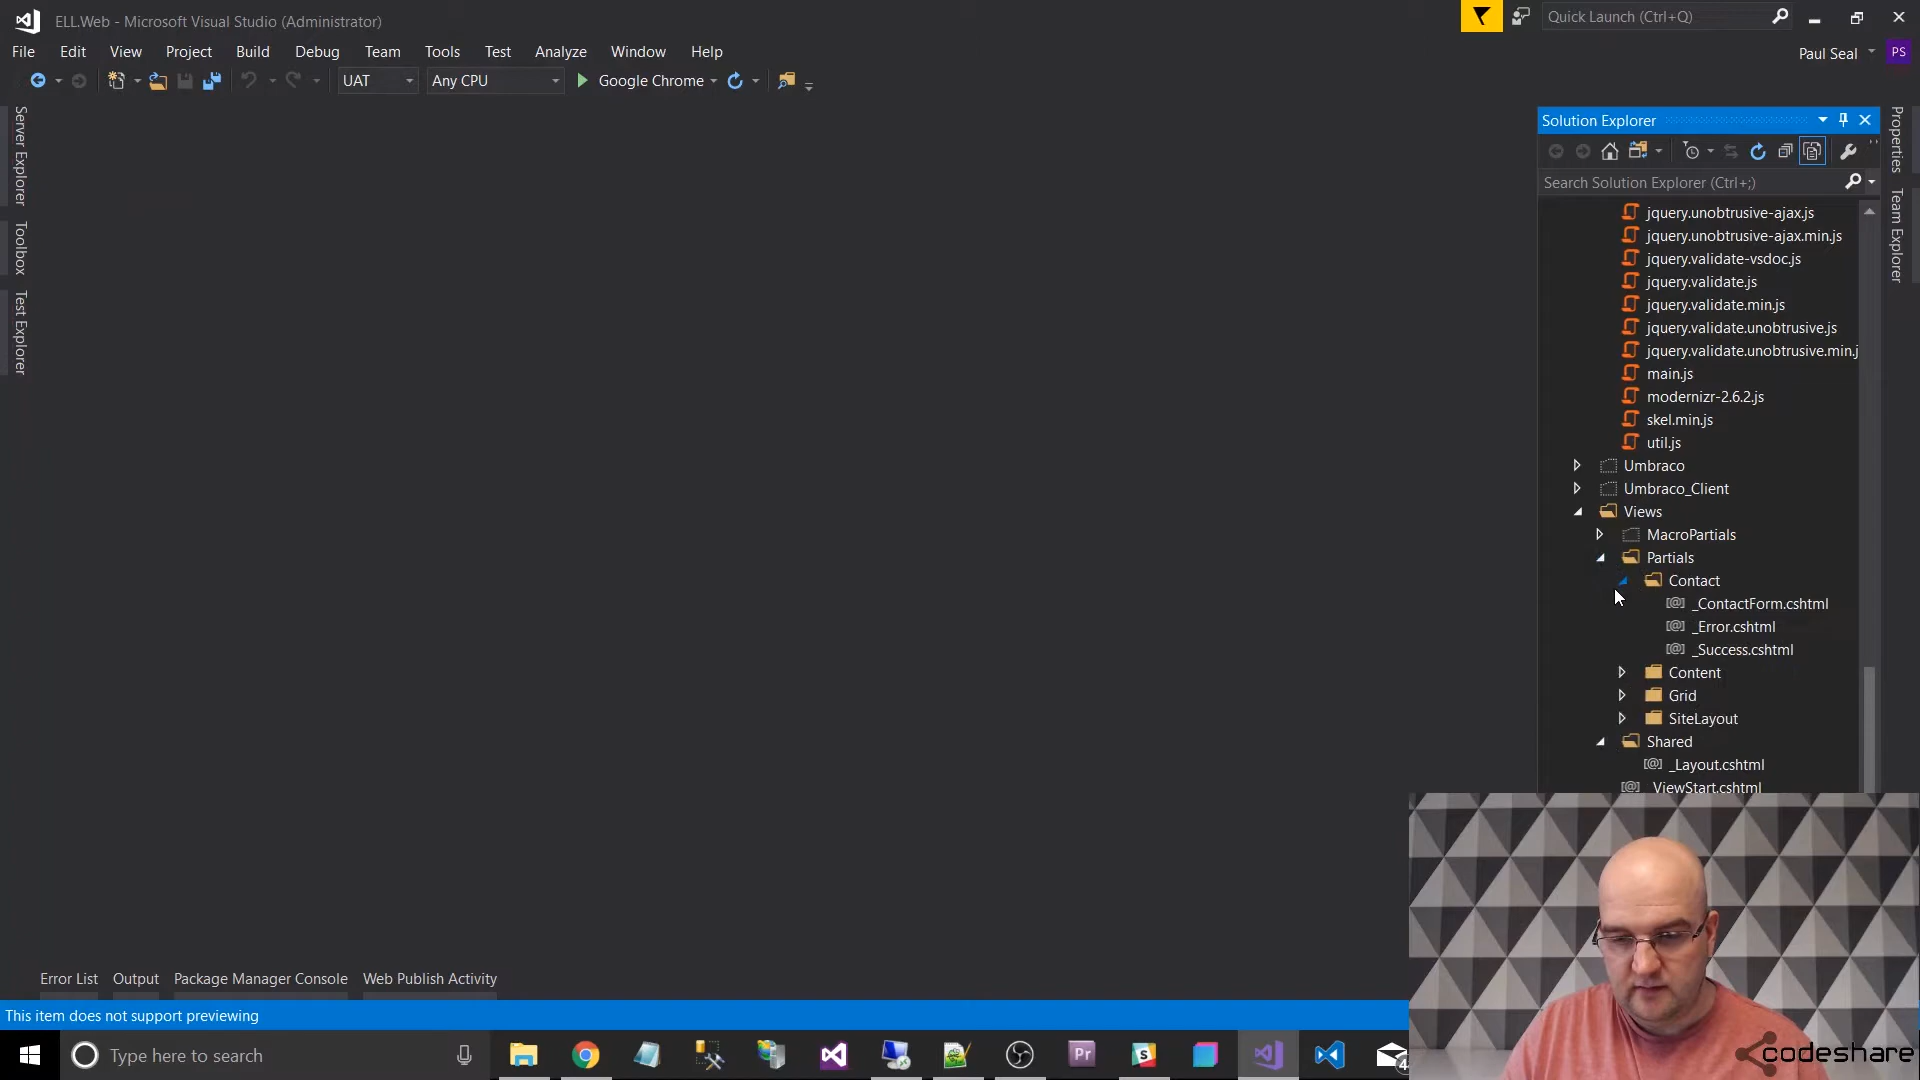 ELL.Web - Microsoft Visual Studio (Administrator)
Quick Launch (Ctrl+Q)
File Edit View Project Build Debug Team Tools Test Analyze Window Help
Paul Seal
PS
UAT
Any CPU
Google Chrome
Server Explorer
Toolbox
Test Explorer
Solution Explorer
Search Solution Explorer (Ctrl+;)
jquery.unobtrusive-ajax.js
jquery.unobtrusive-ajax.min.js
jquery.validate-vsdoc.js
jquery.validate.js
jquery.validate.min.js
jquery.validate.unobtrusive.js
jquery.validate.unobtrusive.min.j
main.js
modernizr-2.6.2.js
skel.min.js
util.js
Umbraco
Umbraco_Client
Views
MacroPartials
Partials
Contact
_ContactForm.cshtml
_Error.cshtml
_Success.cshtml
Content
Grid
SiteLayout
Shared
_Layout.cshtml
_ViewStart.cshtml
Properties
Team Explorer
Error List Output Package Manager Console Web Publish Activity
This item does not support previewing
Type here to search
Pr
S
4
codeshare